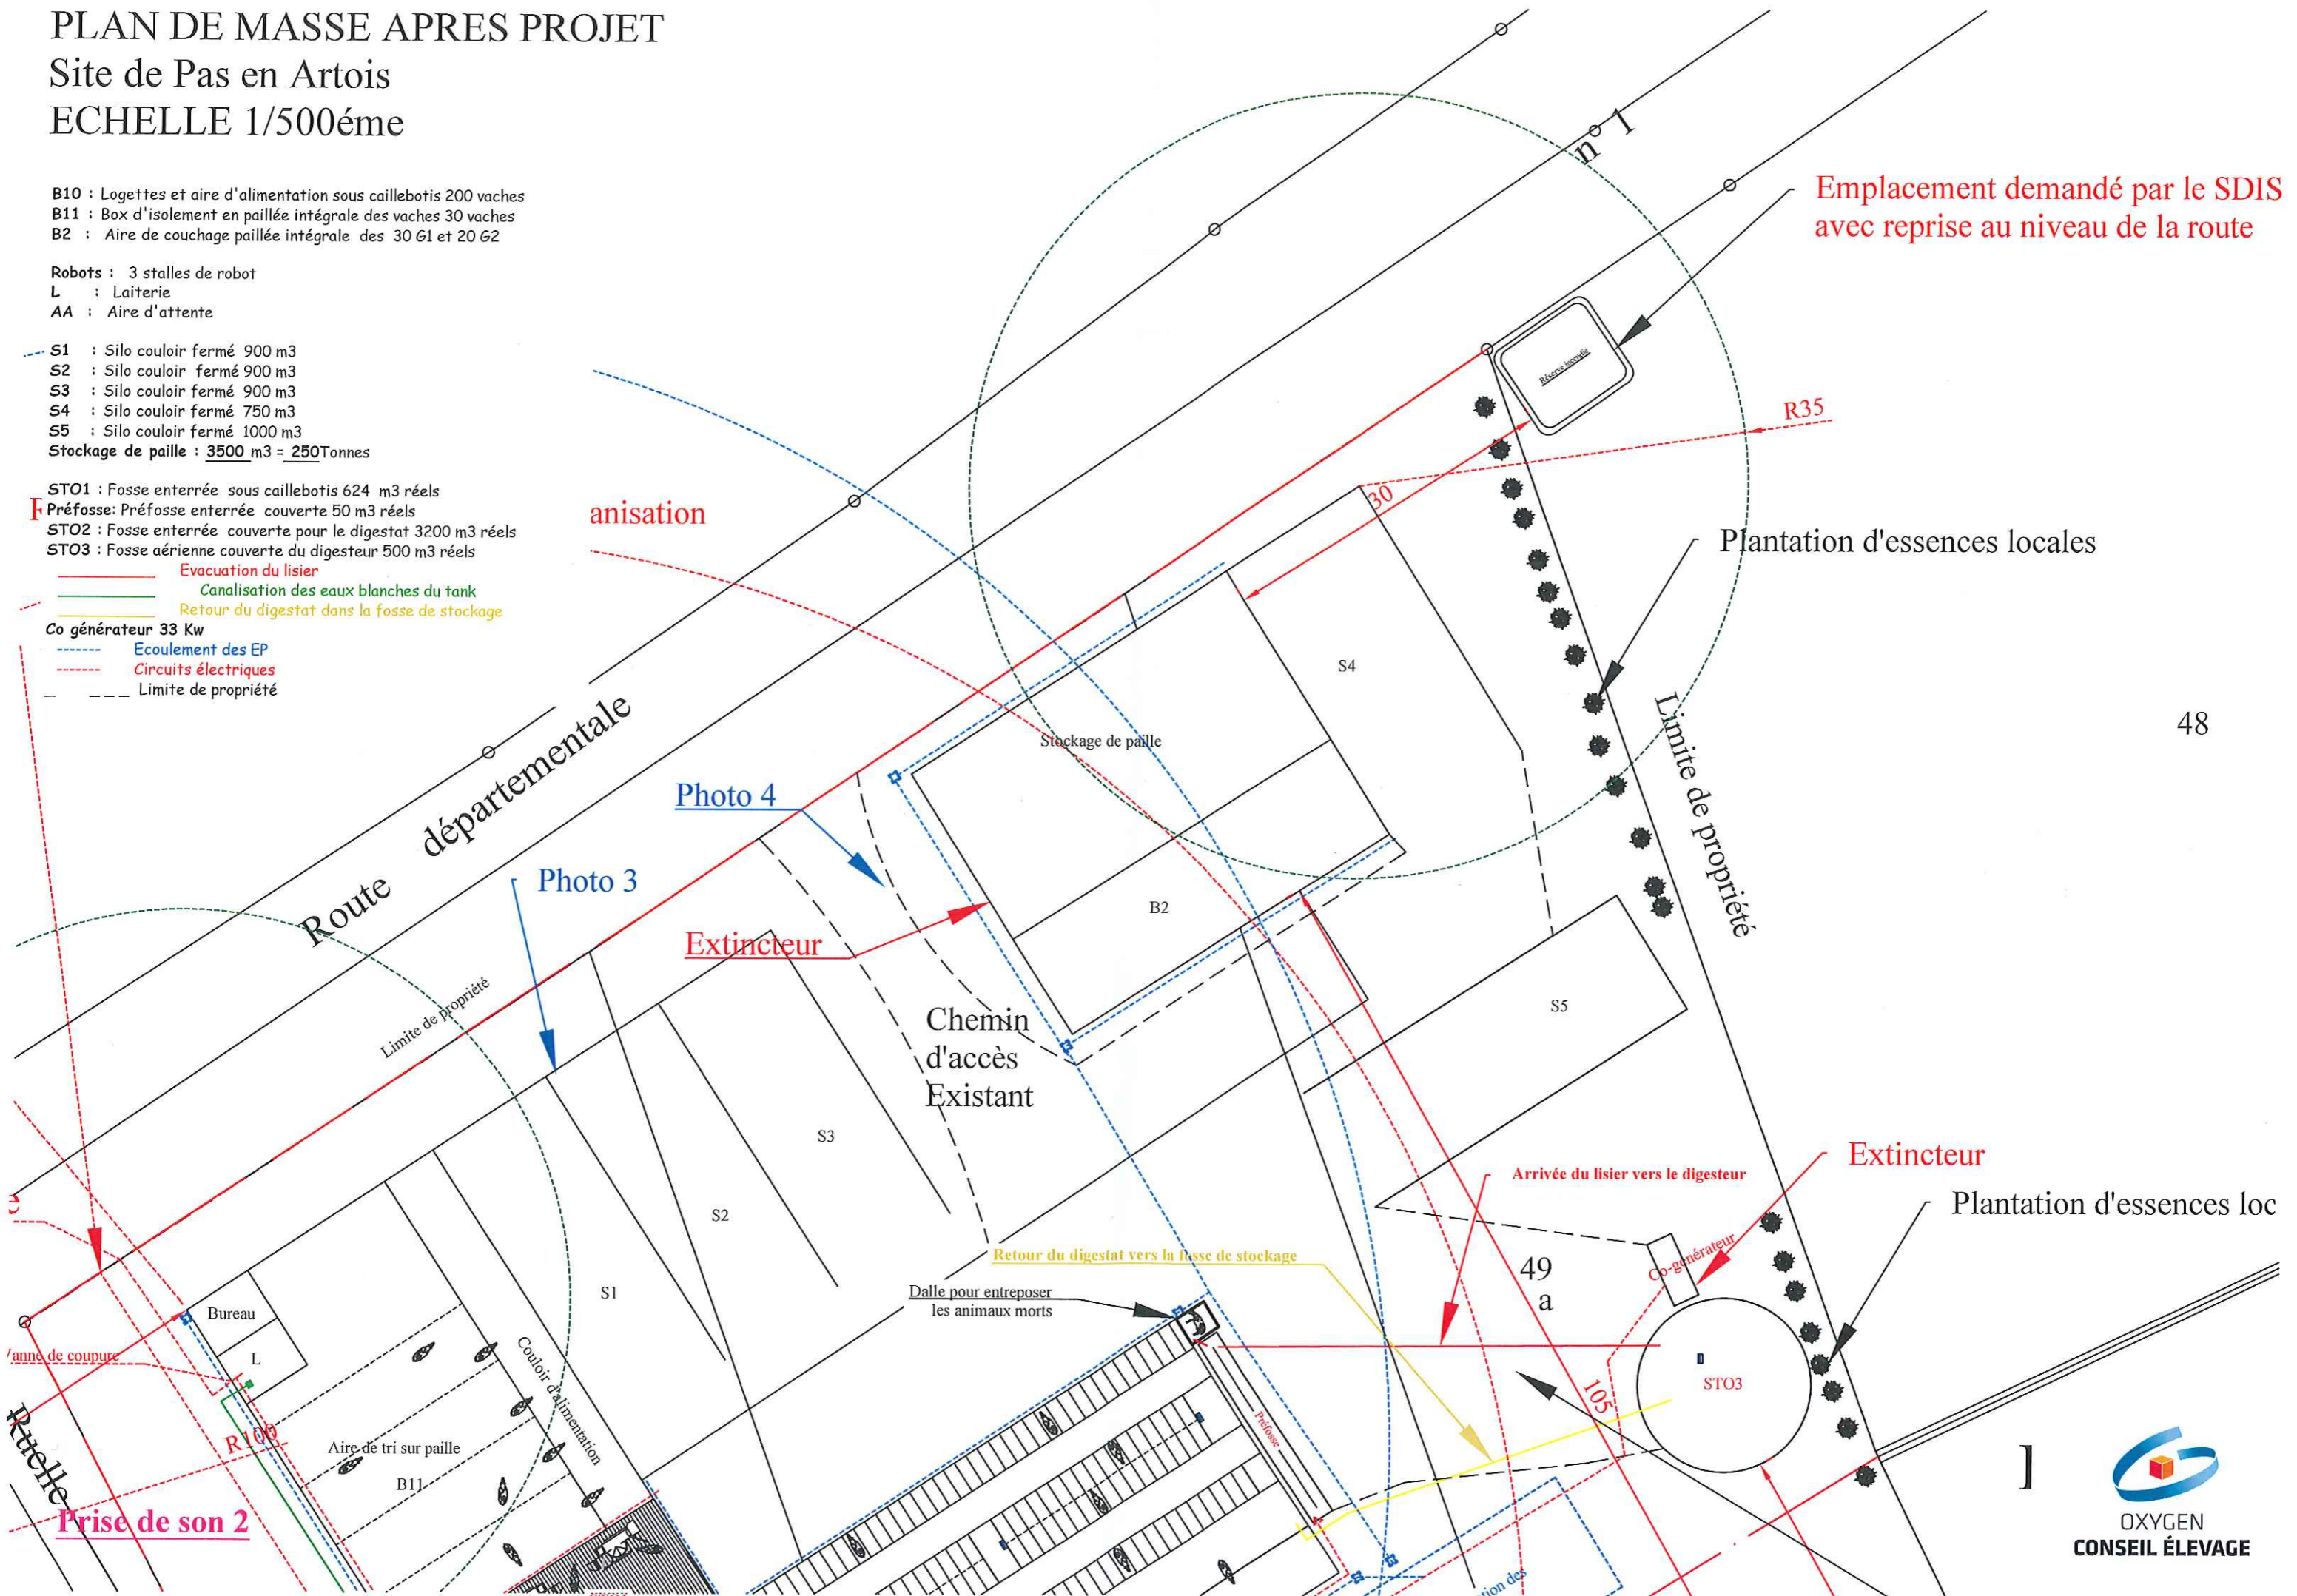 PLAN DE MASSE APRES PROJET
Site de Pas en Artois
ECHELLE 1/500éme
B10 : Logettes et aire d'alimentation sous caillebotis 200 vaches
B11 : Box d'isolement en paillée intégrale des vaches 30 vaches
B2 : Aire de couchage paillée intégrale des 30 G1 et 20 G2
Robots : 3 stalles de robot
L : Laiterie
AA : Aire d'attente
S1 : Silo couloir fermé 900 m3
S2 : Silo couloir fermé 900 m3
S3 : Silo couloir fermé 900 m3
S4 : Silo couloir fermé 750 m3
S5 : Silo couloir fermé 1000 m3
Stockage de paille : 3500 m3 = 250Tonnes
STO1 : Fosse enterrée sous caillebotis 624 m3 réels
Préfosse: Préfosse enterrée couverte 50 m3 réels
STO2 : Fosse enterrée couverte pour le digestat 3200 m3 réels
STO3 : Fosse aérienne couverte du digesteur 500 m3 réels
Evacuation du lisier
Canalisation des eaux blanches du tank
Retour du digestat dans la fosse de stockage
Co générateur 33 Kw
Ecoulement des EP
Circuits électriques
Limite de propriété
anisation
n° 1
Emplacement demandé par le SDIS
avec reprise au niveau de la route
Réserve incendie
R35
30
Plantation d'essences locales
S4
48
Limite de propriété
Stockage de paille
Route départementale
Photo 4
Photo 3
B2
Extincteur
Limite de propriété
Chemin
d'accès
Existant
S5
S3
S2
S1
Arrivée du lisier vers le digesteur
Extincteur
Plantation d'essences loc
Retour du digestat vers la fosse de stockage
Co-générateur
49
a
Dalle pour entreposer
les animaux morts
Bureau
L
anne de coupure
Couloir d'alimentation
STO3
105
Préfosse
R100
Aire de tri sur paille
B11
Ruelle
Prise de son 2
OXYGEN
CONSEIL ÉLEVAGE